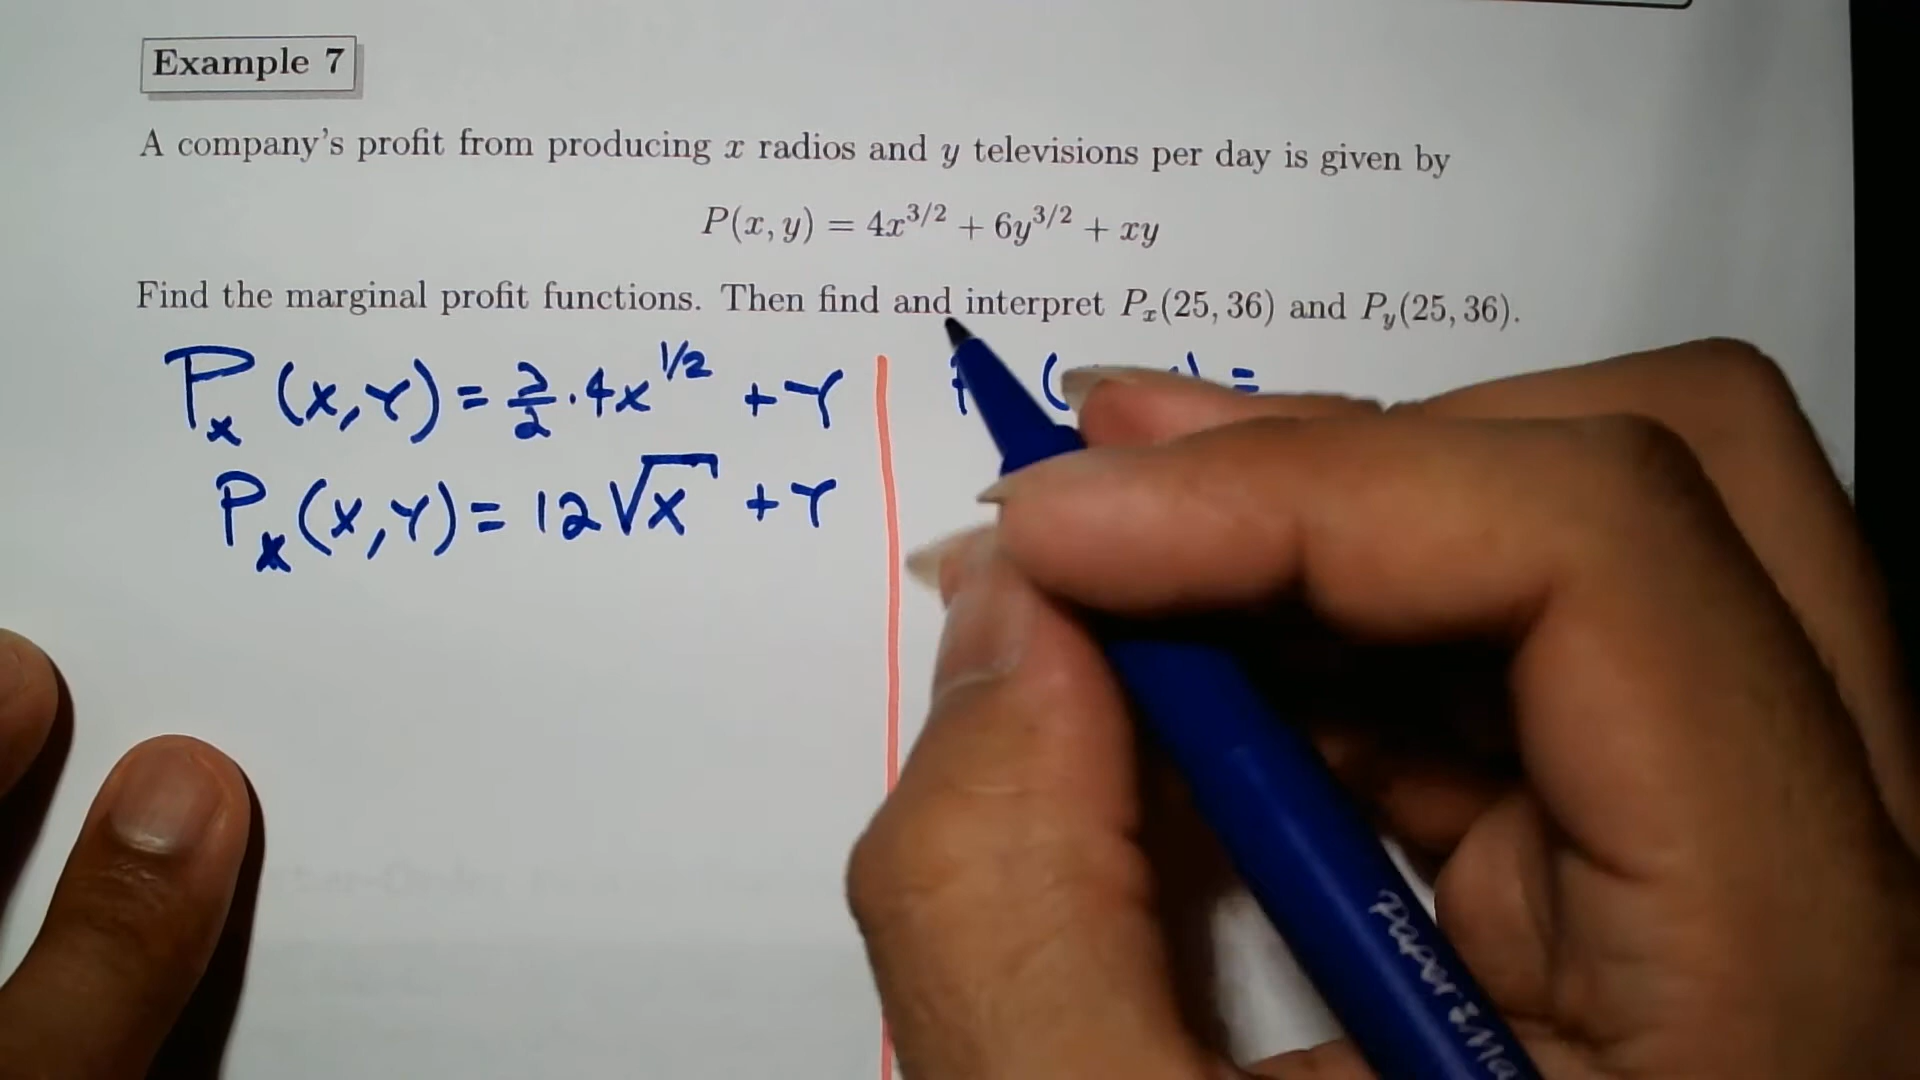 Example 7
A company's profit from producing x radios and y televisions per day is given by
P(x, y) = 4x^{3/2} + 6y^{3/2} + xy
Find the marginal profit functions. Then find and interpret P_x(25, 36) and P_y(25, 36).
P_x (X,Y) = 3/2 · 4x^{1/2} + Y
P_x (X,Y) = 12√x + Y
=
Paper